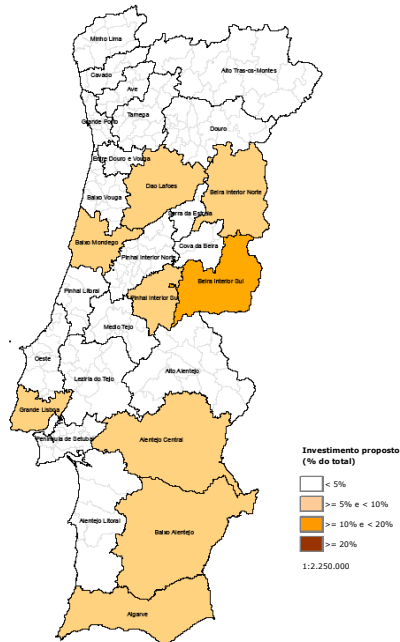 Minho Lima
Alto Tras-os-Montes
Cavado
Ave
Grande Porto
Tamega
Douro
Entre Douro e Vouga
Dao Lafoes
Beira Interior Norte
Baixo Vouga
Serra da Estrela
Baixo Mondego
Cova da Beira
Pinhal Interior Norte
Beira Interior Sul
Pinhal Litoral
Pinhal Interior Sul
Medio Tejo
Oeste
Alto Alentejo
Leziria do Tejo
Grande Lisboa
Peninsula de Setubal
Alentejo Central
Alentejo Litoral
Baixo Alentejo
Algarve
Investimento proposto
(% do total)
< 5%
>= 5% e < 10%
>= 10% e < 20%
>= 20%
1:2.250.000